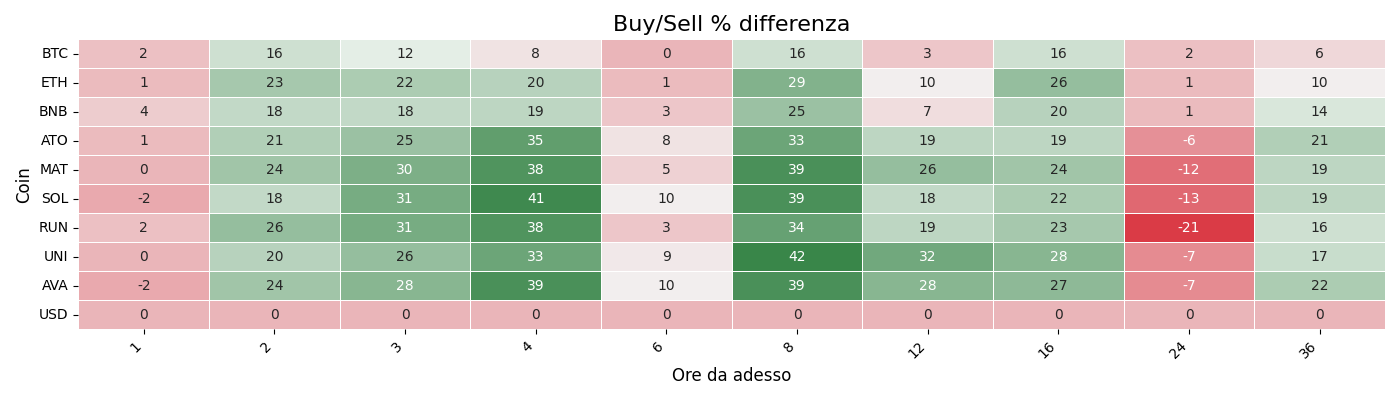 Buy/Sell % differenza
Coin
BTC 2 16 12 8 0 16 3 16 2 6
ETH 1 23 22 20 1 29 10 26 1 10
BNB 4 18 18 19 3 25 7 20 1 14
ATO 1 21 25 35 8 33 19 19 -6 21
MAT 0 24 30 38 5 39 26 24 -12 19
SOL -2 18 31 41 10 39 18 22 -13 19
RUN 2 26 31 38 3 34 19 23 -21 16
UNI 0 20 26 33 9 42 32 28 -7 17
AVA -2 24 28 39 10 39 28 27 -7 22
USD 0 0 0 0 0 0 0 0 0 0
1 2 3 4 6 8 12 16 24 36
Ore da adesso